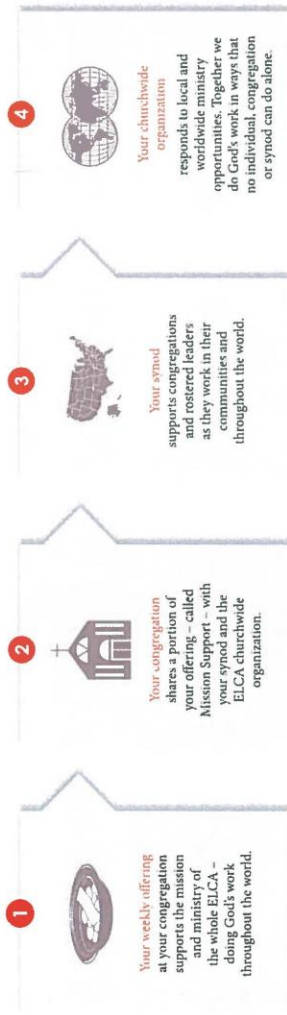 1
Your weekly offering
at your congregation
supports the mission
and ministry of
the whole ELCA –
doing God's work
throughout the world.
2
Your congregation
shares a portion of
your offering – called
Mission Support – with
your synod and the
ELCA churchwide
organization.
3
Your synod
supports congregations
and rostered leaders
as they work in their
communities and
throughout the world.
4
Your churchwide
organization
responds to local and
worldwide ministry
opportunities. Together we
do God's work in ways that
no individual, congregation
or synod can do alone.